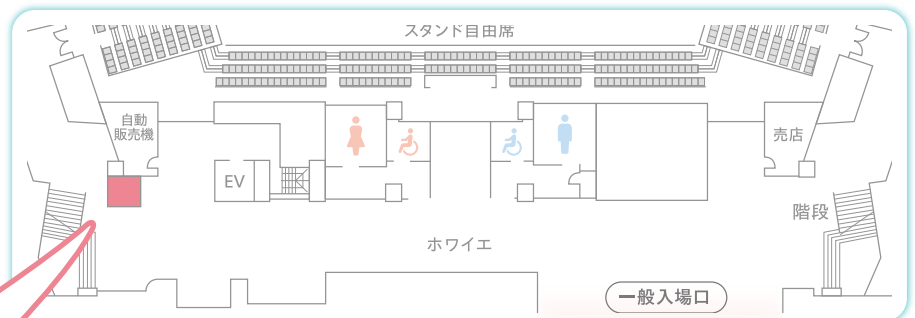 スタンド自由席
自動
販売機
売店
EV
階段
ホワイエ
一般入場口